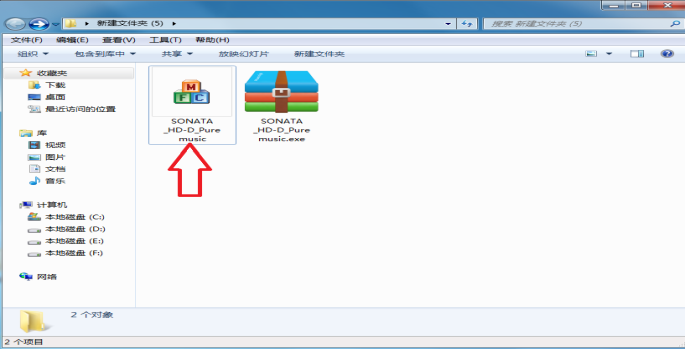 新建文件夹 (5)
搜索 新建文件夹 (5)
文件(F) 编辑(E) 查看(V) 工具(T) 帮助(H)
组织 包含到库中 共享 放映幻灯片 新建文件夹
收藏夹
下载
桌面
最近访问的位置
库
视频
图片
文档
音乐
计算机
本地磁盘 (C:)
本地磁盘 (D:)
本地磁盘 (E:)
本地磁盘 (F:)
网络
M
F C
SONATA
_HD-D_Pure
music
SONATA
_HD-D_Pure
music.exe
2 个对象
2 个项目